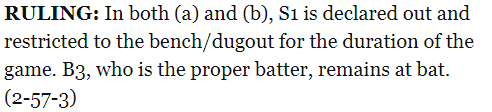 RULING: In both (a) and (b), S1 is declared out and
restricted to the bench/dugout for the duration of the
game. B3, who is the proper batter, remains at bat.
(2-57-3)